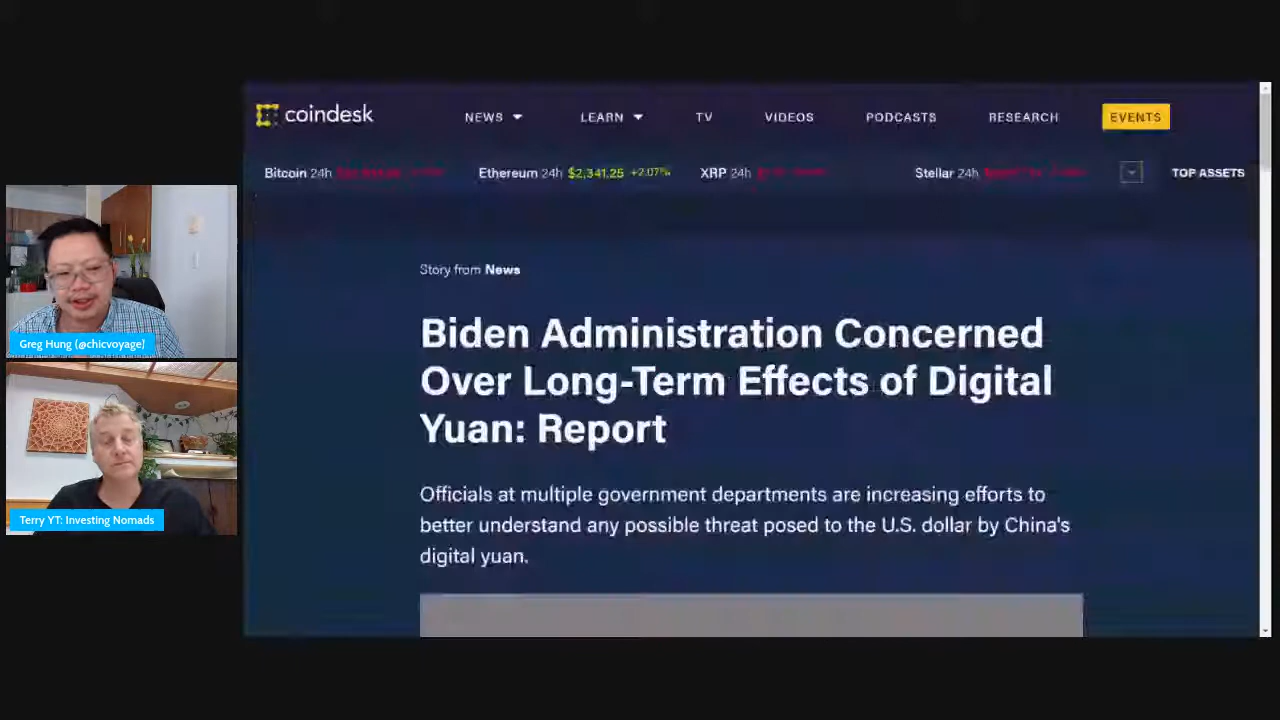 coindesk
NEWS LEARN TV VIDEOS PODCASTS RESEARCH EVENTS
Bitcoin 24h Ethereum 24h $2,341.25 +2.07% XRP 24h Stellar 24h TOP ASSETS
Story from News
Biden Administration Concerned
Over Long-Term Effects of Digital
Yuan: Report
Officials at multiple government departments are increasing efforts to
better understand any possible threat posed to the U.S. dollar by China's
digital yuan.
Greg Hung (@chicvoyage)
Terry YT: Investing Nomads